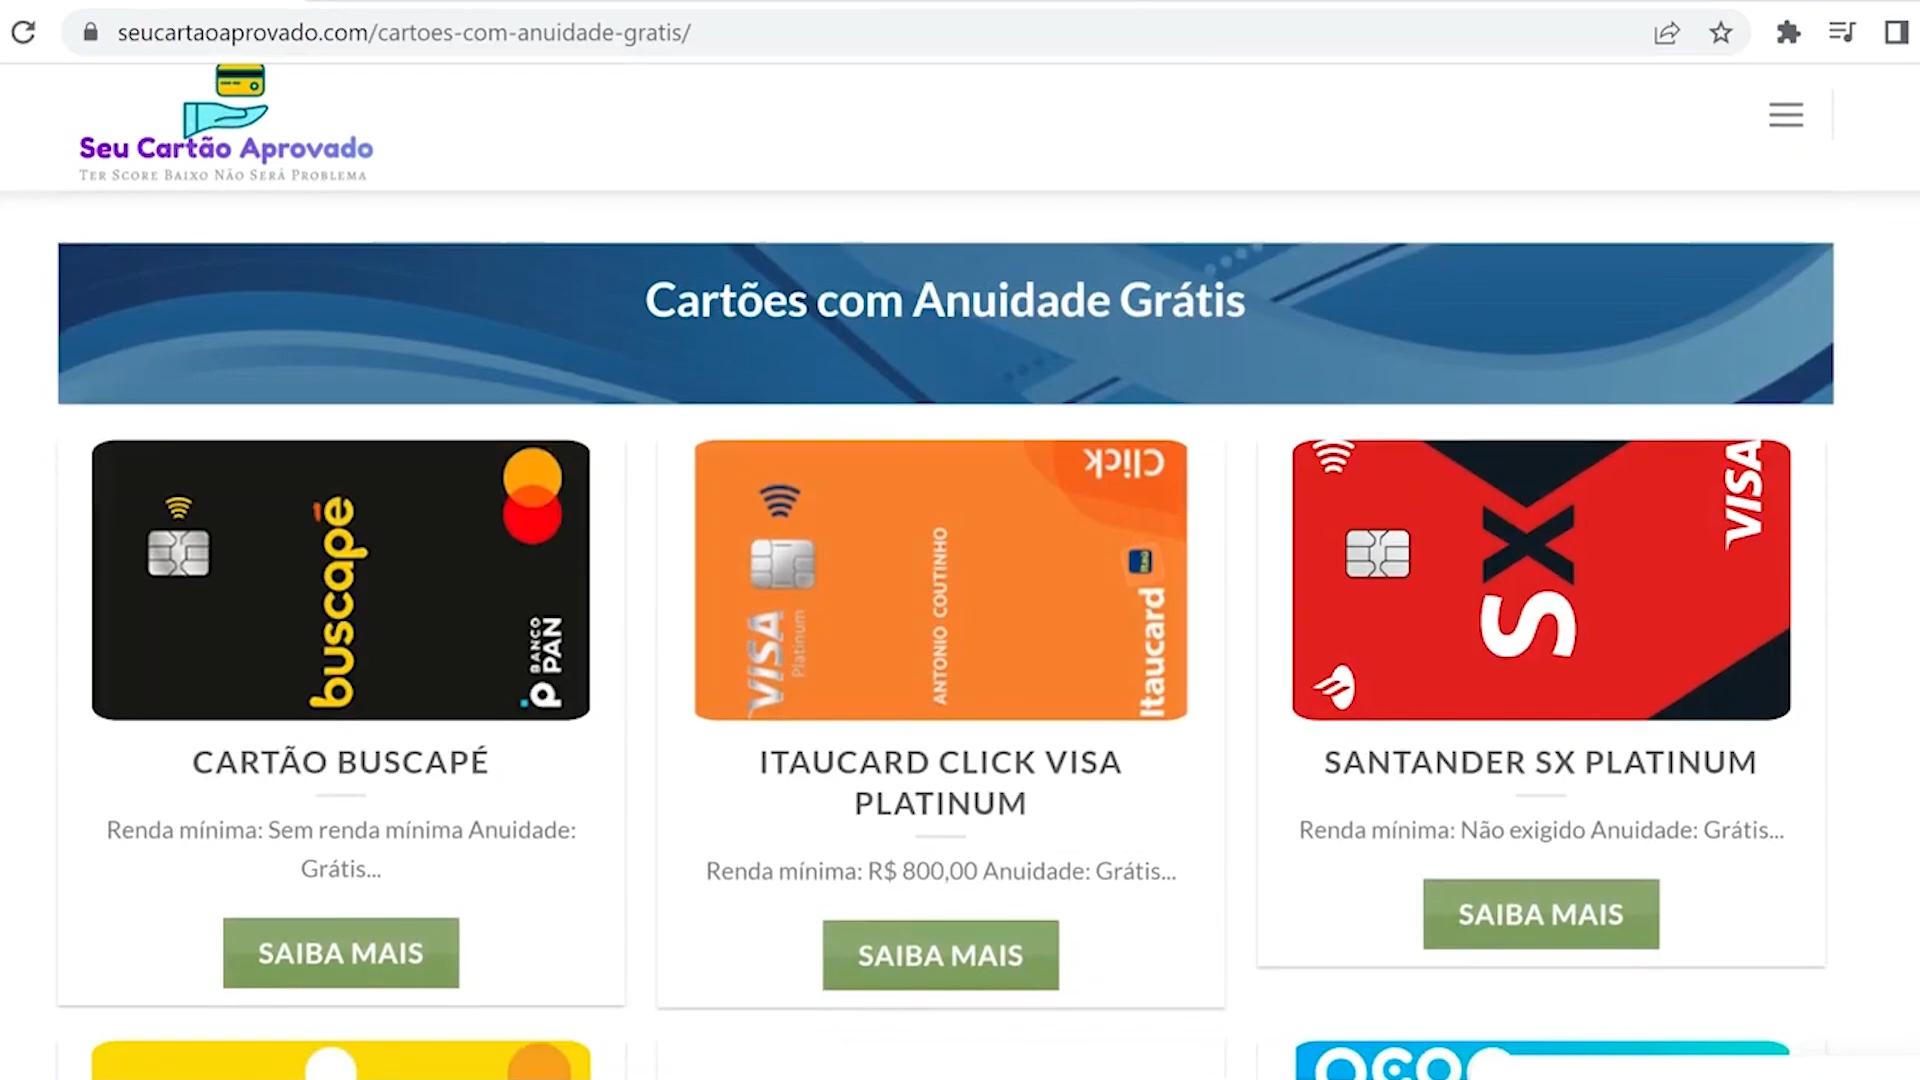 seucartaoaprovado.com/cartoes-com-anuidade-gratis/
Seu Cartão Aprovado
Ter Score Baixo Não Será Problema
Cartões com Anuidade Grátis
buscapé
BANCO
PAN
Click
VISA
Platinum
ANTONIO COUTINHO
Itaú
Itaucard
SX
VISA
CARTÃO BUSCAPÉ
Renda mínima: Sem renda mínima Anuidade:
Grátis...
SAIBA MAIS
ITAUCARD CLICK VISA
PLATINUM
Renda mínima: R$ 800,00 Anuidade: Grátis...
SAIBA MAIS
SANTANDER SX PLATINUM
Renda mínima: Não exigido Anuidade: Grátis...
SAIBA MAIS